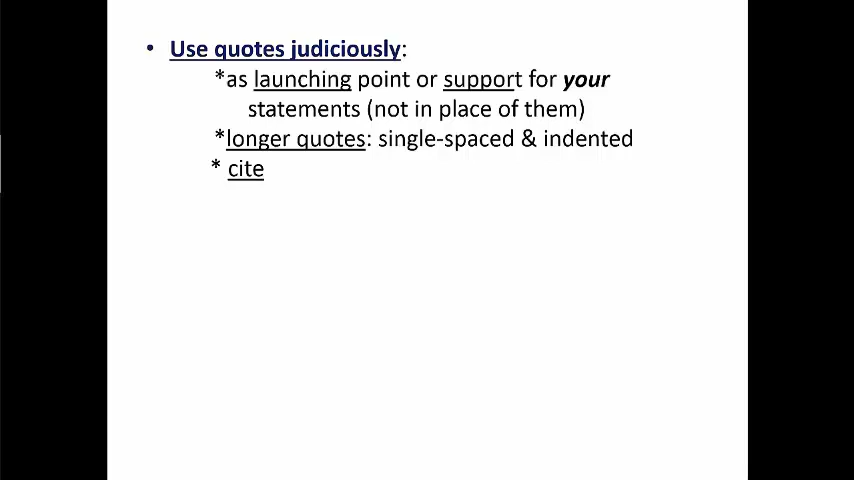 • Use quotes judiciously:
*as launching point or support for your
statements (not in place of them)
*longer quotes: single-spaced & indented
* cite